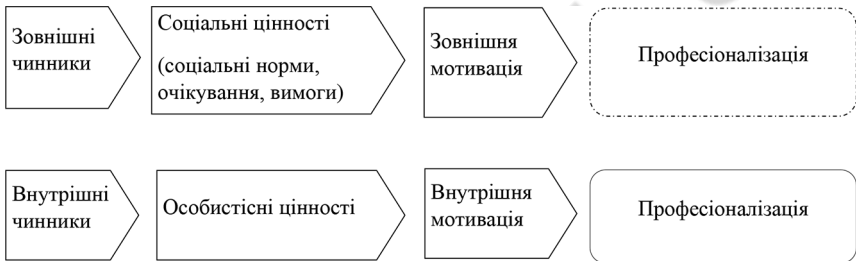 Зовнішні
чинники
Соціальні цінності
(соціальні норми,
очікування, вимоги)
Зовнішня
мотивація
Професіоналізація
Внутрішні
чинники
Особистісні цінності
Внутрішня
мотивація
Професіоналізація